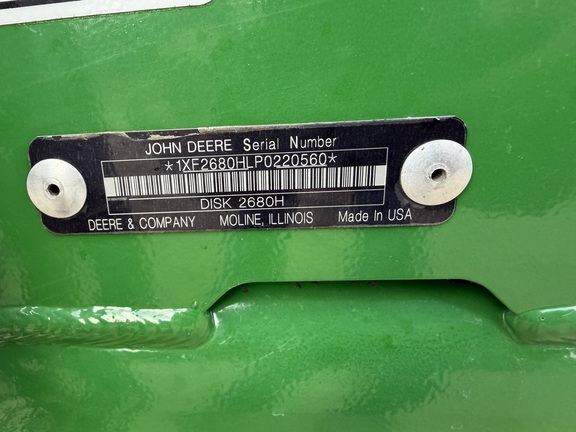 JOHN DEERE Serial Number
*1XF2680HLP0220560*
DISK 2680H
DEERE & COMPANY MOLINE, ILLINOIS Made In USA